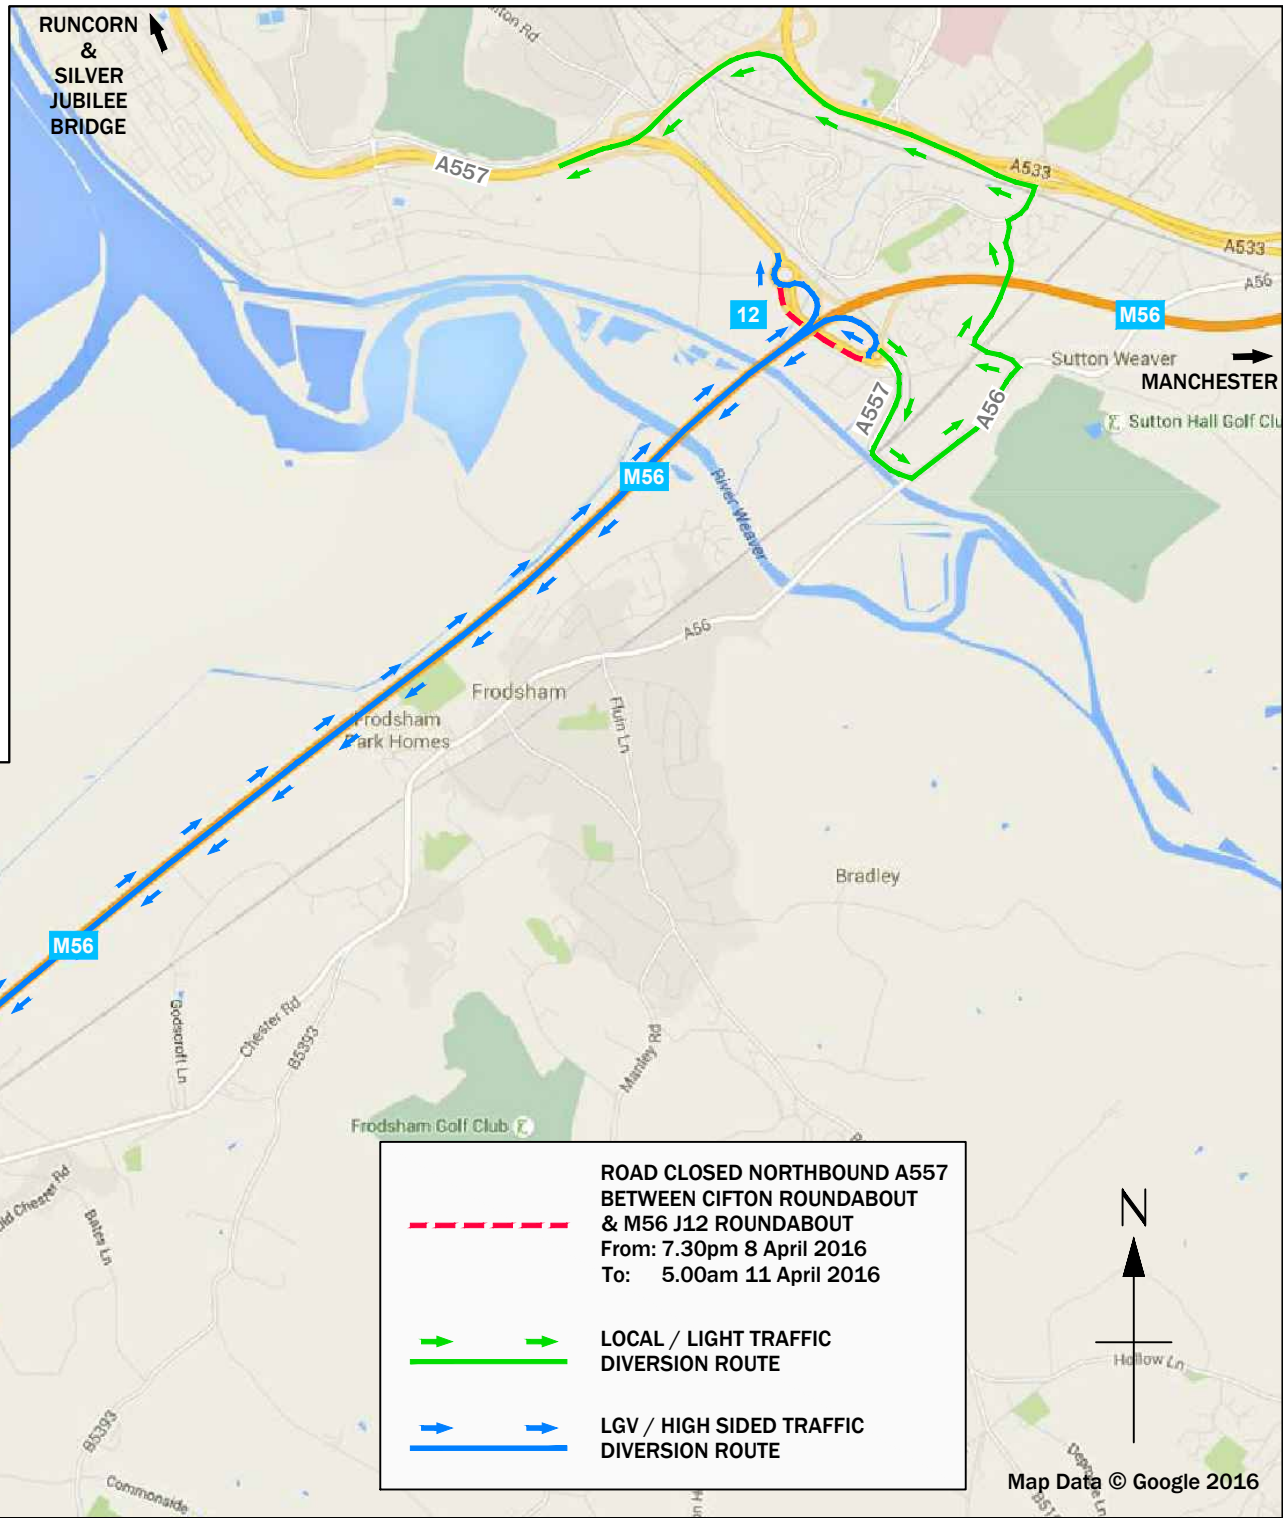 RUNCORN
&
SILVER
JUBILEE
BRIDGE
A557
A533
A533
A56
12
M56
Sutton Weaver
MANCHESTER
A557
A56
Sutton Hall Golf Clu
M56
River Weaver
A56
Frodsham
Fluin Ln
Frodsham
Park Homes
Bradley
M56
Godscroft Ln
Chester Rd
B5393
Manley Rd
Frodsham Golf Club
Bates Ln
ROAD CLOSED NORTHBOUND A557
BETWEEN CIFTON ROUNDABOUT
& M56 J12 ROUNDABOUT
From: 7.30pm 8 April 2016
To: 5.00am 11 April 2016
LOCAL / LIGHT TRAFFIC
DIVERSION ROUTE
LGV / HIGH SIDED TRAFFIC
DIVERSION ROUTE
N
Hollow Ln
B5393
Commonside
Map Data © Google 2016